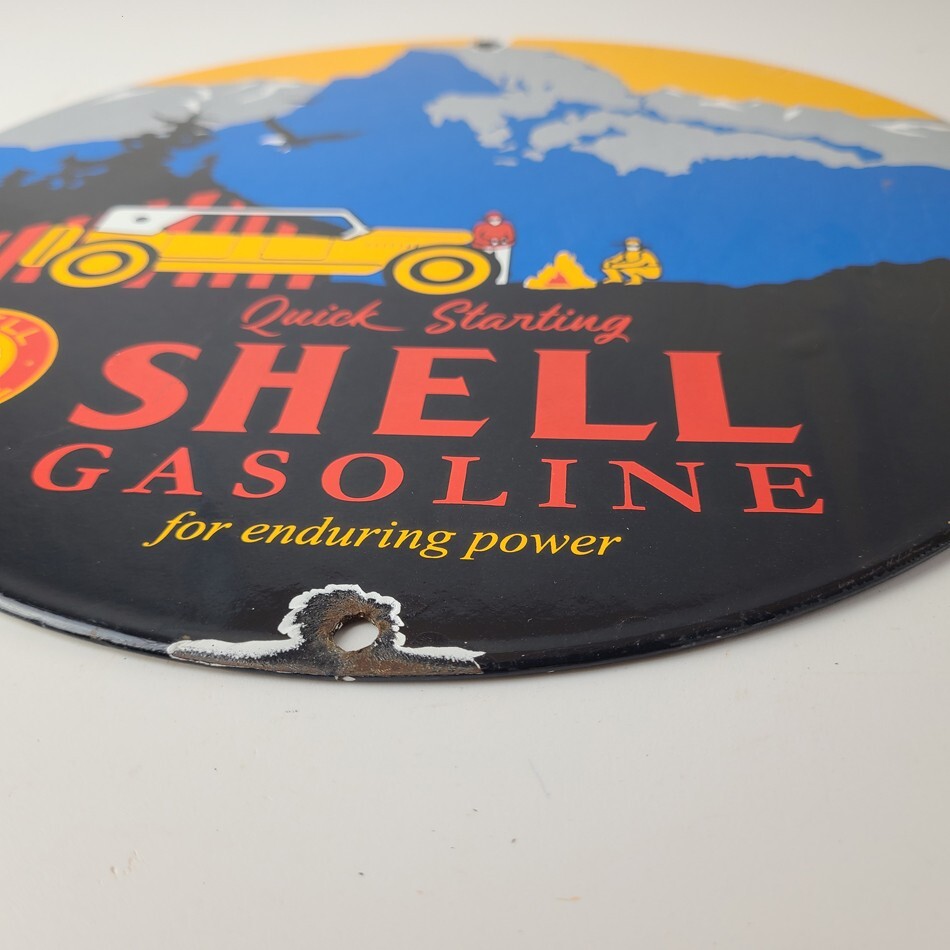 Quick Starting
SHELL
GASOLINE
for enduring power